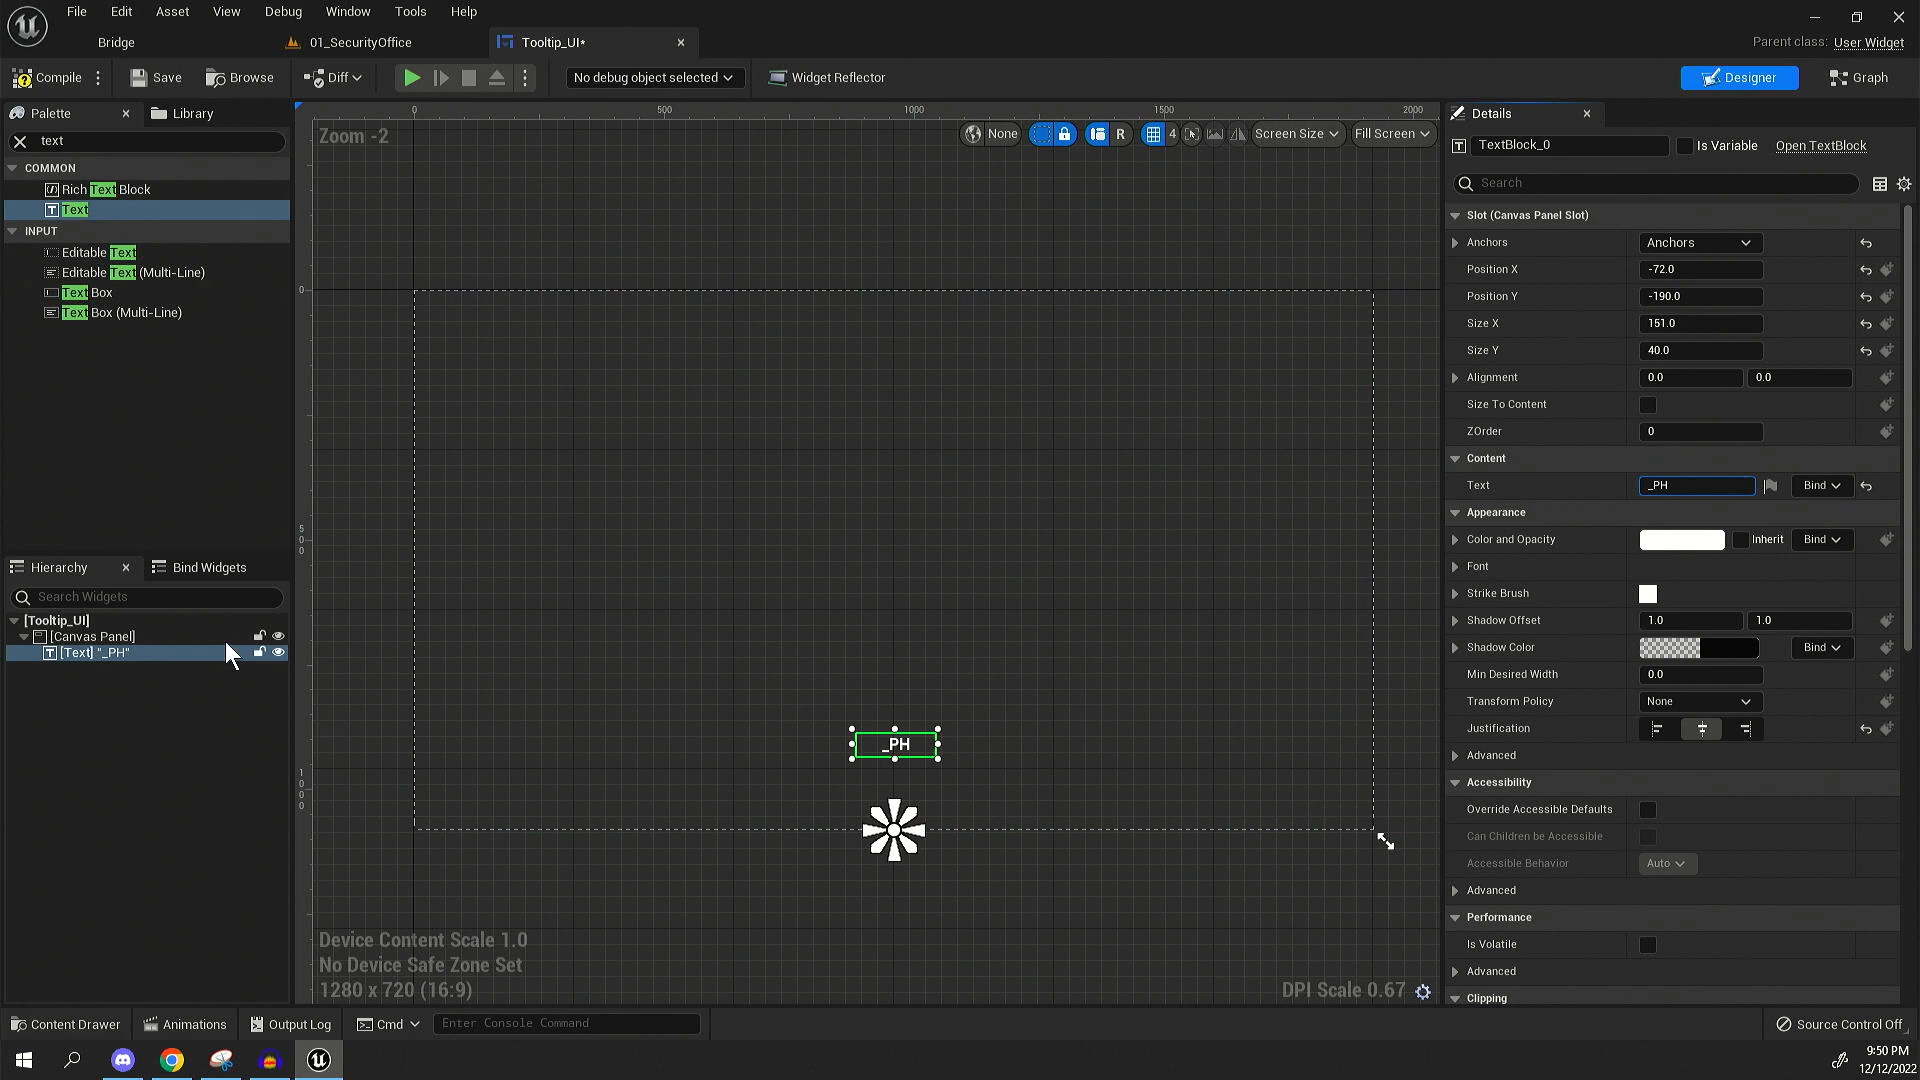 File Edit Asset View Debug Window Tools Help
Bridge 01_SecurityOffice Tooltip_UI* Parent class: User Widget
Compile Save Browse Diff No debug object selected Widget Reflector Designer Graph
Palette Library
text
COMMON
Rich Text Block
Text
INPUT
Editable Text
Editable Text (Multi-Line)
Text Box
Text Box (Multi-Line)
Hierarchy Bind Widgets
Search Widgets
[Tooltip_UI]
[Canvas Panel]
[Text] "_PH"
0 500 1000 1500 2000
Zoom -2 None R 4 Screen Size Fill Screen
0
5
0
0
1
0
0
0
_PH
Device Content Scale 1.0
No Device Safe Zone Set
1280 x 720 (16:9) DPI Scale 0.67
Details
TextBlock_0 Is Variable Open TextBlock
Search
Slot (Canvas Panel Slot)
Anchors Anchors
Position X -72.0
Position Y -190.0
Size X 151.0
Size Y 40.0
Alignment 0.0 0.0
Size To Content
ZOrder 0
Content
Text _PH Bind
Appearance
Color and Opacity Inherit Bind
Font
Strike Brush
Shadow Offset 1.0 1.0
Shadow Color Bind
Min Desired Width 0.0
Transform Policy None
Justification
Advanced
Accessibility
Override Accessible Defaults
Can Children be Accessible
Accessible Behavior Auto
Advanced
Performance
Is Volatile
Advanced
Clipping
Content Drawer Animations Output Log Cmd Enter Console Command Source Control Off
9:50 PM
12/12/2022